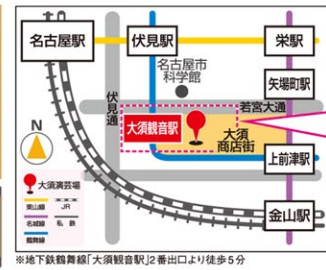 名古屋駅
伏見駅
栄駅
名古屋市
科学館
矢場町駅
伏見通
若宮大通
大須観音駅
大須
商店街
上前津駅
N
大須演芸場
東山線
JR
名城線
私鉄
鶴舞線
金山駅
※地下鉄鶴舞線「大須観音駅」2番出口より徒歩5分